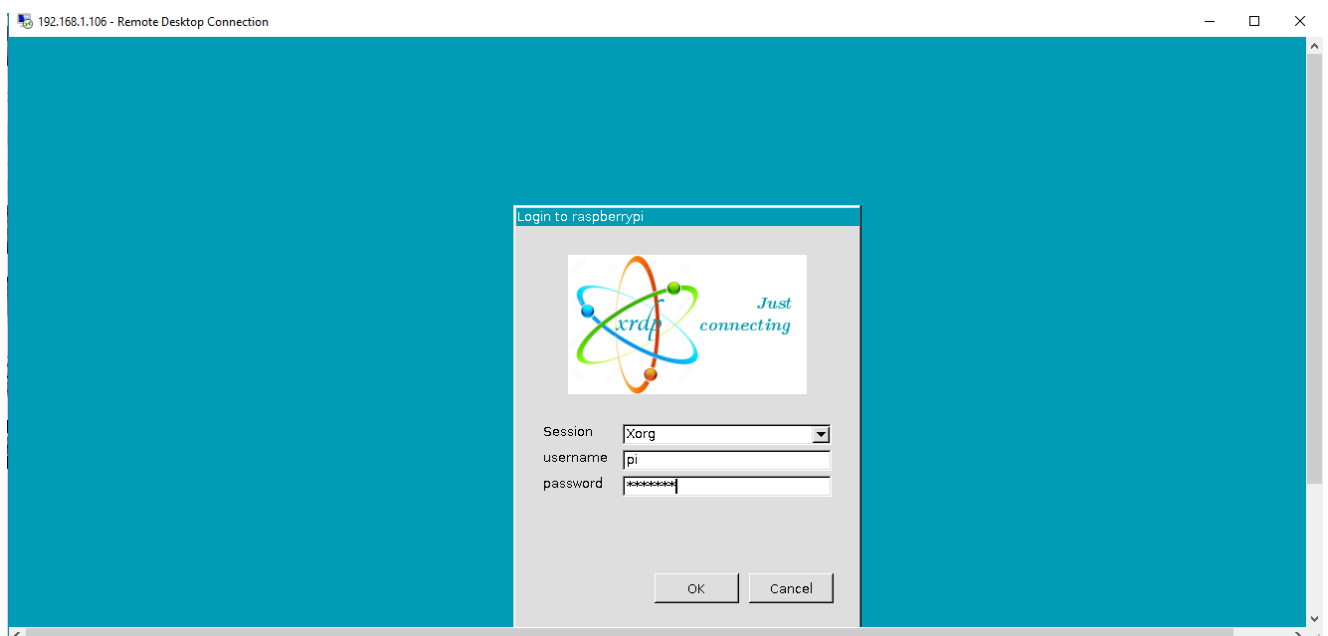 192.168.1.106 - Remote Desktop Connection
Login to raspberrypi
xrdp
Just
connecting
Session Xorg
username pi
password *******
OK Cancel